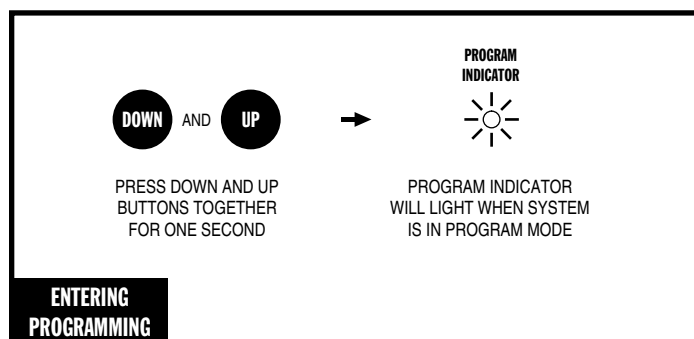 PROGRAM
INDICATOR
DOWN AND UP
PRESS DOWN AND UP
BUTTONS TOGETHER
FOR ONE SECOND
PROGRAM INDICATOR
WILL LIGHT WHEN SYSTEM
IS IN PROGRAM MODE
ENTERING
PROGRAMMING